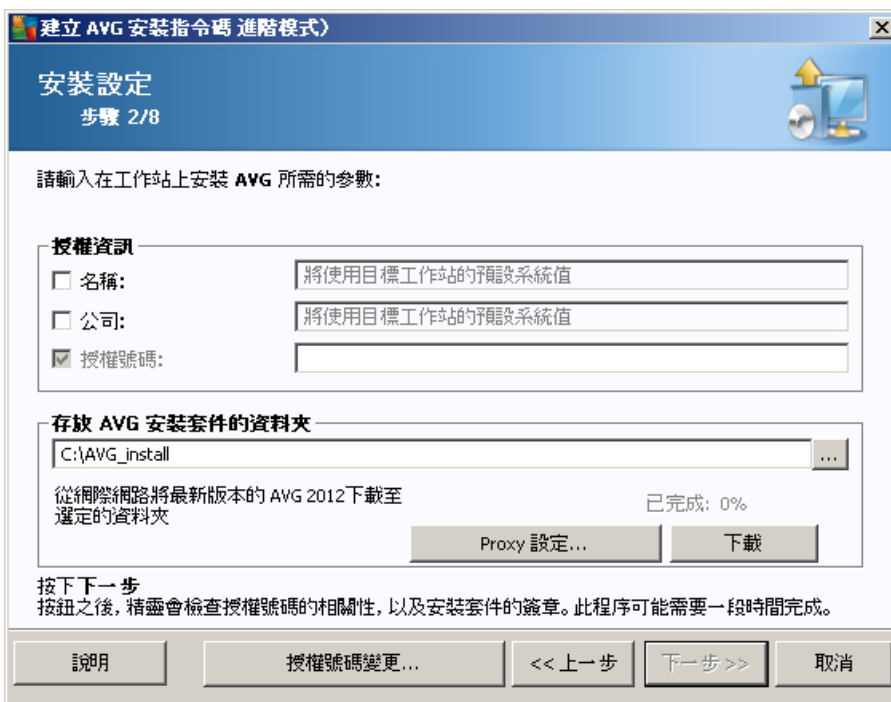 建立 AVG 安裝指令碼 進階模式)
安裝設定
步驟 2/8
請輸入在工作站上安裝 AVG 所需的參數:
授權資訊
名稱:
將使用目標工作站的預設系統值
公司:
將使用目標工作站的預設系統值
授權號碼:
存放 AVG 安裝套件的資料夾
C:\AVG_install
...
從網際網路將最新版本的 AVG 2012下載至
選定的資料夾
已完成: 0%
Proxy 設定...
下載
按下下一步
按鈕之後, 精靈會檢查授權號碼的相關性, 以及安裝套件的簽章。此程序可能需要一段時間完成。
說明
授權號碼變更...
<< 上一步
下一步 >>
取消